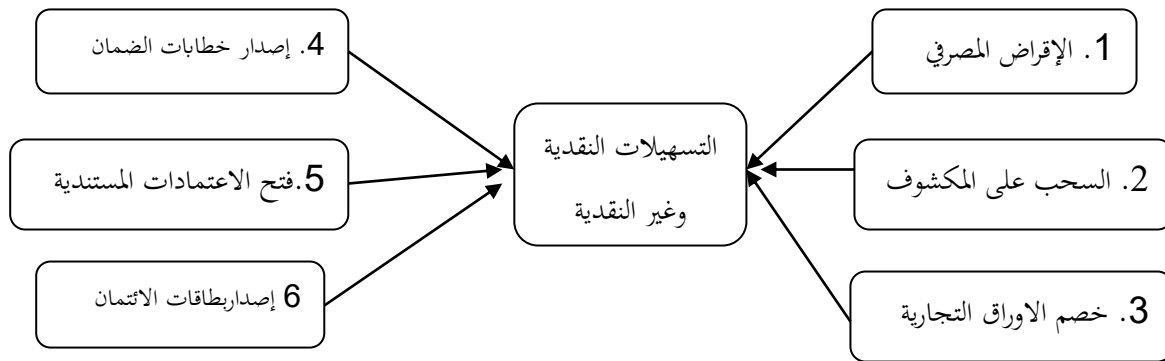 1. الإقراض المصرفي
2. السحب على المكشوف
3. خصم الاوراق التجارية
التسهيلات النقدية
وغير النقدية
4. إصدار خطابات الضمان
5.فتح الاعتمادات المستندية
6 إصداربطاقات الائتمان